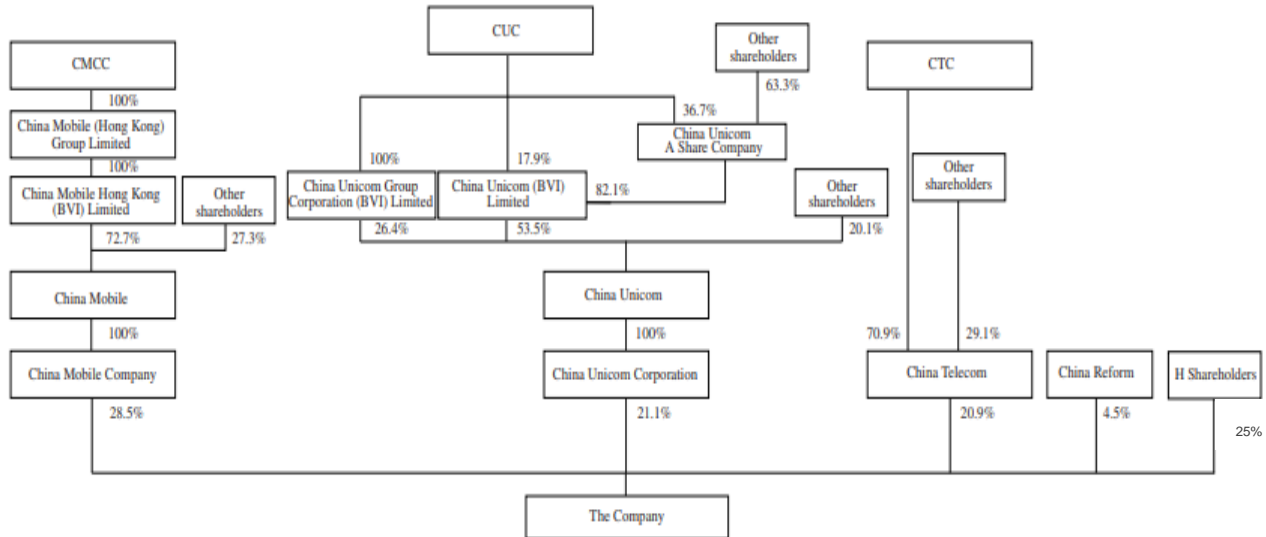 CUC
Other
shareholders
CMCC
CTC
63.3%
100%
36.7%
China Mobile (Hong Kong)
Group Limited
China Unicom
A Share Company
100%
100%
17.9%
Other
shareholders
China Mobile Hong Kong
(BVI) Limited
Other
shareholders
China Unicom Group
Corporation (BVI) Limited
China Unicom (BVI)
Limited
82.1%
Other
shareholders
72.7%
27.3%
26.4%
53.5%
20.1%
China Mobile
China Unicom
100%
100%
70.9%
29.1%
China Mobile Company
China Unicom Corporation
China Telecom
China Reform
H Shareholders
28.5%
21.1%
20.9%
4.5%
25%
The Company